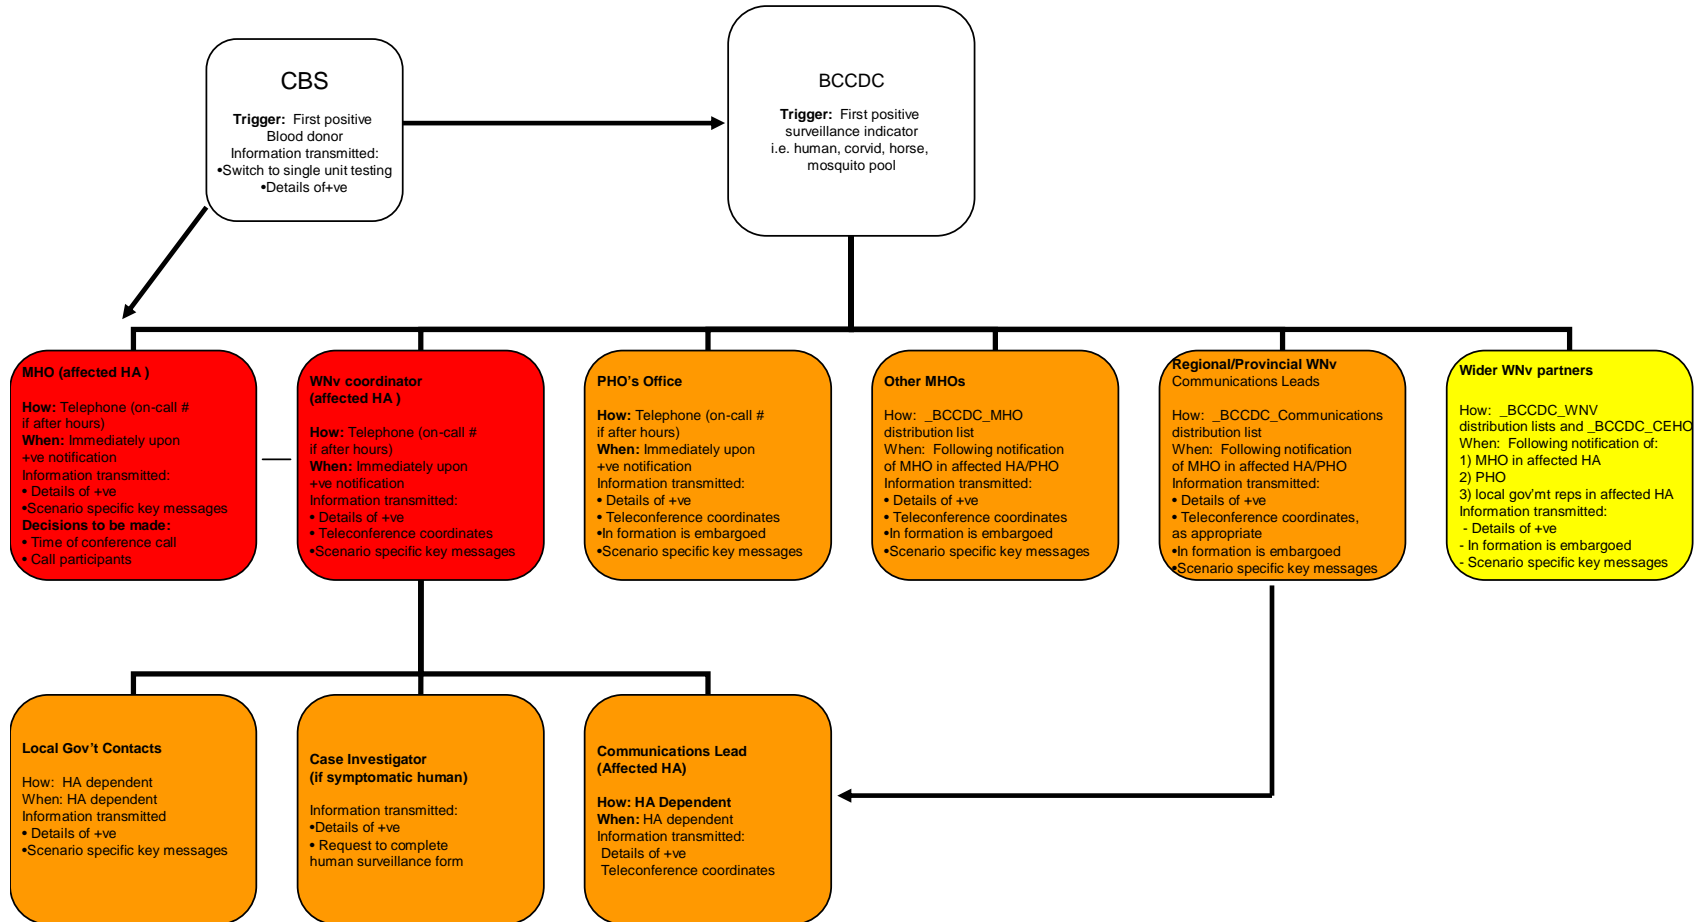 CBS
Trigger: First positive
Blood donor
Information transmitted:
•Switch to single unit testing
•Details of+ve
BCCDC
Trigger: First positive
surveillance indicator
i.e. human, corvid, horse,
mosquito pool
MHO (affected HA )
How: Telephone (on-call #
if after hours)
When: Immediately upon
+ve notification
Information transmitted:
• Details of +ve
•Scenario specific key messages
Decisions to be made:
• Time of conference call
• Call participants
WNv coordinator
(affected HA )
How: Telephone (on-call #
if after hours)
When: Immediately upon
+ve notification
Information transmitted:
• Details of +ve
• Teleconference coordinates
•Scenario specific key messages
PHO's Office
How: Telephone (on-call #
if after hours)
When: Immediately upon
+ve notification
Information transmitted:
• Details of +ve
• Teleconference coordinates
•In formation is embargoed
•Scenario specific key messages
Other MHOs
How: _BCCDC_MHO
distribution list
When: Following notification
of MHO in affected HA/PHO
Information transmitted:
• Details of +ve
• Teleconference coordinates
•In formation is embargoed
•Scenario specific key messages
Regional/Provincial WNv
Communications Leads
How: _BCCDC_Communications
distribution list
When: Following notification
of MHO in affected HA/PHO
Information transmitted:
• Details of +ve
• Teleconference coordinates,
as appropriate
•In formation is embargoed
•Scenario specific key messages
Wider WNv partners
How: _BCCDC_WNV
distribution lists and _BCCDC_CEHO
When: Following notification of:
1) MHO in affected HA
2) PHO
3) local gov'mt reps in affected HA
Information transmitted:
- Details of +ve
- In formation is embargoed
- Scenario specific key messages
Local Gov't Contacts
How: HA dependent
When: HA dependent
Information transmitted
• Details of +ve
•Scenario specific key messages
Case Investigator
(if symptomatic human)
Information transmitted:
•Details of +ve
• Request to complete
human surveillance form
Communications Lead
(Affected HA)
How: HA Dependent
When: HA dependent
Information transmitted:
Details of +ve
Teleconference coordinates